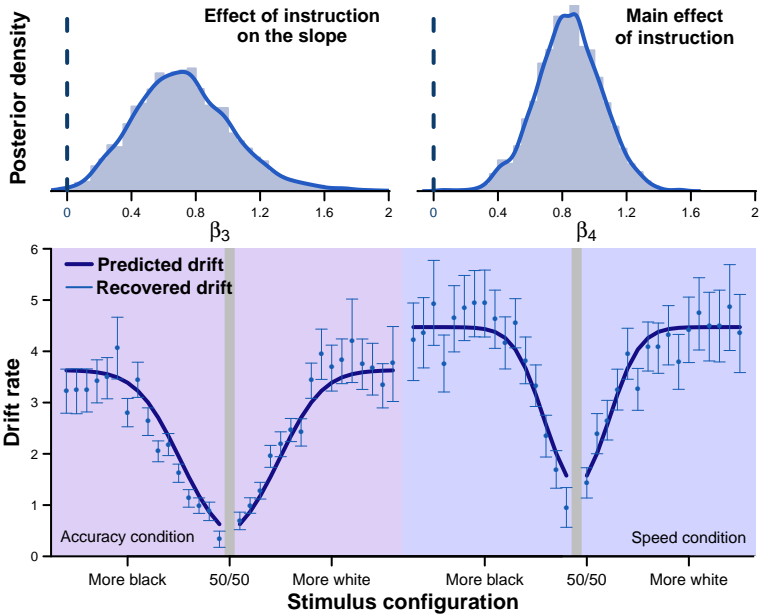 Effect of instruction
on the slope
Main effect
of instruction
Posterior density
0 0.4 0.8 1.2 1.6 2
β3
0 0.4 0.8 1.2 1.6 2
β4
Predicted drift
Recovered drift
Drift rate
6
5
4
3
2
1
0
Accuracy condition
Speed condition
More black 50/50 More white More black 50/50 More white
Stimulus configuration